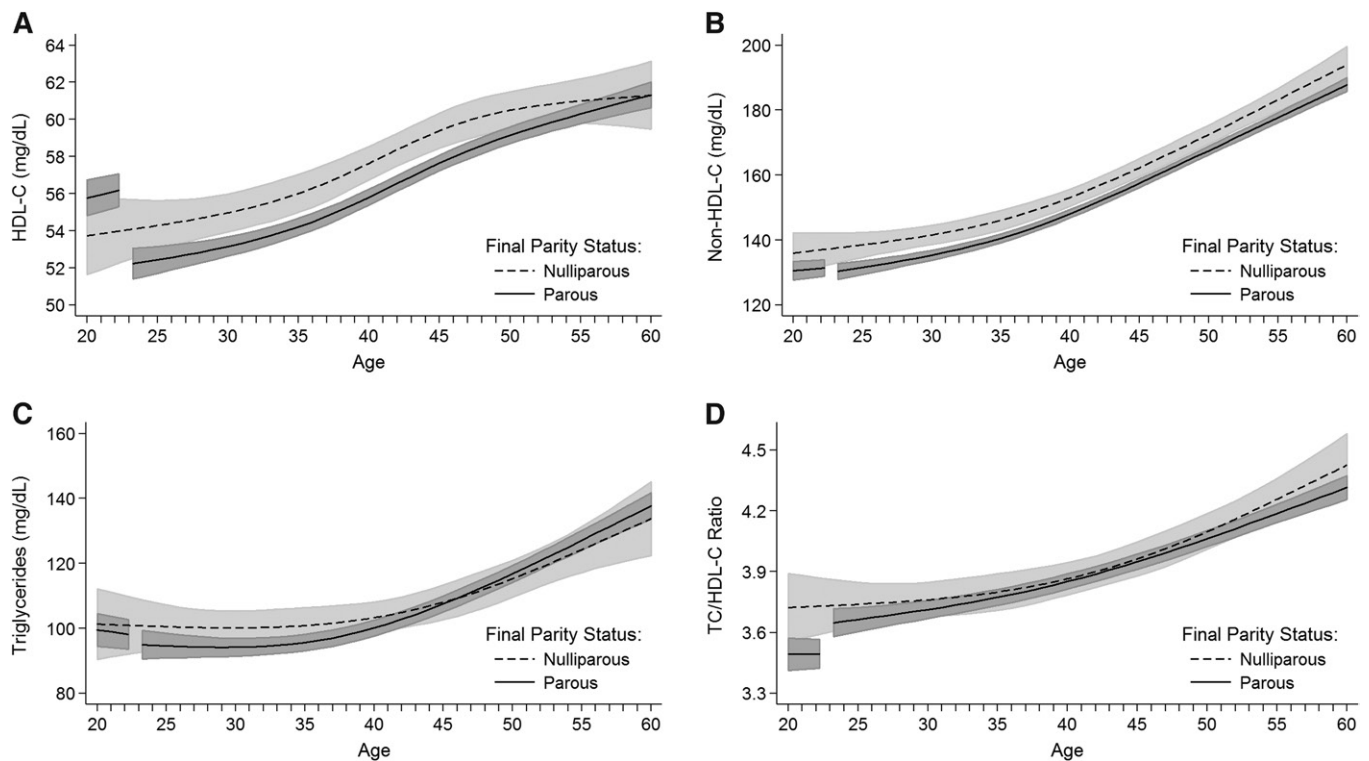 A
HDL-C (mg/dL)
64
62
60
58
56
54
52
50
20 25 30 35 40 45 50 55 60
Age
Final Parity Status:
Nulliparous
Parous
B
Non-HDL-C (mg/dL)
200
180
160
140
120
20 25 30 35 40 45 50 55 60
Age
Final Parity Status:
Nulliparous
Parous
C
Triglycerides (mg/dL)
160
140
120
100
80
20 25 30 35 40 45 50 55 60
Age
Final Parity Status:
Nulliparous
Parous
D
TC/HDL-C Ratio
4.5
4.2
3.9
3.6
3.3
20 25 30 35 40 45 50 55 60
Age
Final Parity Status:
Nulliparous
Parous